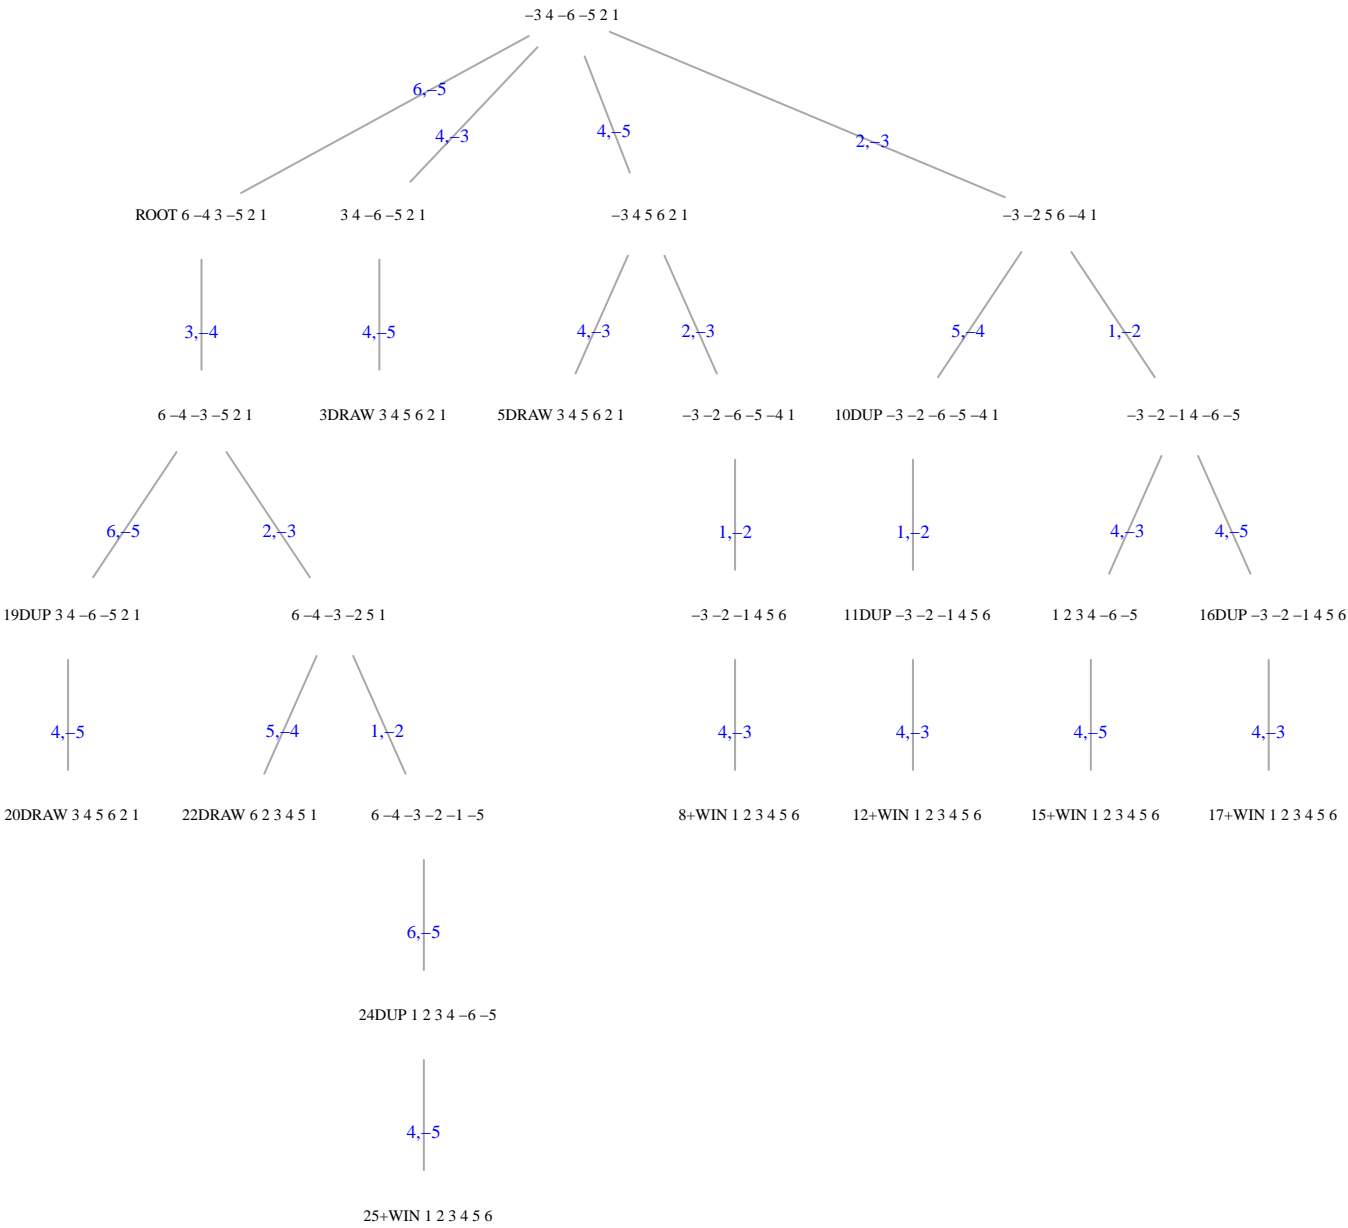 −3 4 −6 −5 2 1
6,−5
4,−3
4,−5
2,−3
ROOT 6 −4 3 −5 2 1
3 4 −6 −5 2 1
−3 4 5 6 2 1
−3 −2 5 6 −4 1
3,−4
4,−5
4,−3
2,−3
5,−4
1,−2
6 −4 −3 −5 2 1
3DRAW 3 4 5 6 2 1
5DRAW 3 4 5 6 2 1
−3 −2 −6 −5 −4 1
10DUP −3 −2 −6 −5 −4 1
−3 −2 −1 4 −6 −5
6,−5
2,−3
1,−2
1,−2
4,−3
4,−5
19DUP 3 4 −6 −5 2 1
6 −4 −3 −2 5 1
−3 −2 −1 4 5 6
11DUP −3 −2 −1 4 5 6
1 2 3 4 −6 −5
16DUP −3 −2 −1 4 5 6
4,−5
5,−4
1,−2
4,−3
4,−3
4,−5
4,−3
20DRAW 3 4 5 6 2 1
22DRAW 6 2 3 4 5 1
6 −4 −3 −2 −1 −5
8+WIN 1 2 3 4 5 6
12+WIN 1 2 3 4 5 6
15+WIN 1 2 3 4 5 6
17+WIN 1 2 3 4 5 6
6,−5
24DUP 1 2 3 4 −6 −5
4,−5
25+WIN 1 2 3 4 5 6